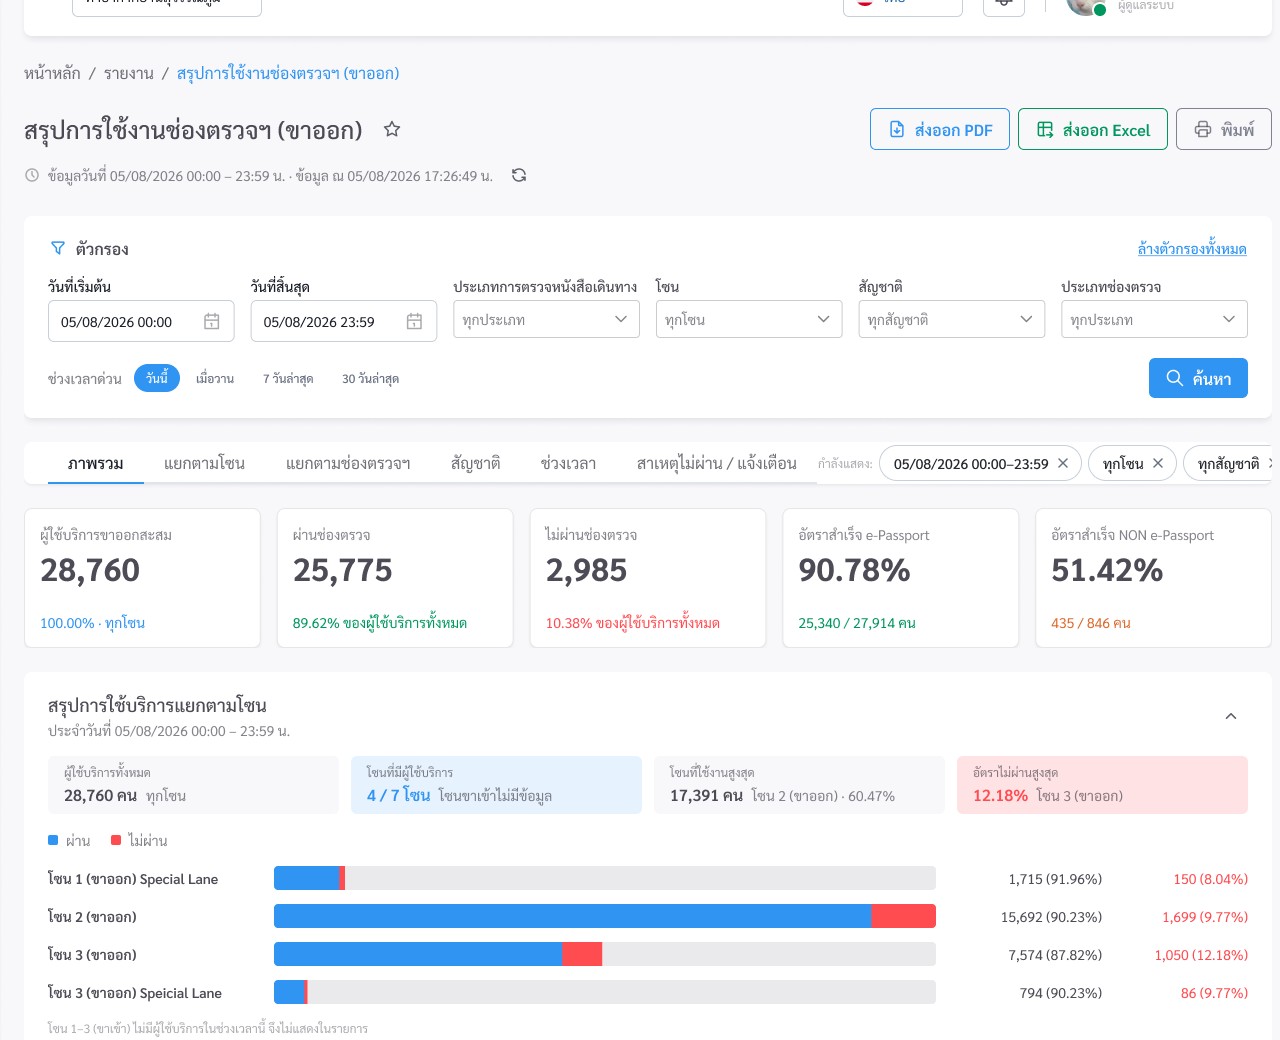 ผู้ดูแลระบบ
หน้าหลัก / รายงาน / สรุปการใช้งานช่องตรวจฯ (ขาออก)
สรุปการใช้งานช่องตรวจฯ (ขาออก)
ส่งออก PDF
ส่งออก Excel
พิมพ์
ข้อมูลวันที่ 05/08/2026 00:00 – 23:59 น. · ข้อมูล ณ 05/08/2026 17:26:49 น.
ตัวกรอง
ล้างตัวกรองทั้งหมด
วันที่เริ่มต้น
วันที่สิ้นสุด
ประเภทการตรวจหนังสือเดินทาง
โซน
สัญชาติ
ประเภทช่องตรวจ
05/08/2026 00:00
05/08/2026 23:59
ทุกประเภท
ทุกโซน
ทุกสัญชาติ
ทุกประเภท
ช่วงเวลาด่วน
วันนี้
เมื่อวาน
7 วันล่าสุด
30 วันล่าสุด
ค้นหา
ภาพรวม
แยกตามโซน
แยกตามช่องตรวจฯ
สัญชาติ
ช่วงเวลา
สาเหตุไม่ผ่าน / แจ้งเตือน
กำลังแสดง:
05/08/2026 00:00–23:59
ทุกโซน
ทุกสัญชาติ
ผู้ใช้บริการขาออกสะสม
28,760
100.00% · ทุกโซน
ผ่านช่องตรวจ
25,775
89.62% ของผู้ใช้บริการทั้งหมด
ไม่ผ่านช่องตรวจ
2,985
10.38% ของผู้ใช้บริการทั้งหมด
อัตราสำเร็จ e-Passport
90.78%
25,340 / 27,914 คน
อัตราสำเร็จ NON e-Passport
51.42%
435 / 846 คน
สรุปการใช้บริการแยกตามโซน
ประจำวันที่ 05/08/2026 00:00 – 23:59 น.
ผู้ใช้บริการทั้งหมด
28,760 คน ทุกโซน
โซนที่มีผู้ใช้บริการ
4 / 7 โซน โซนขาเข้าไม่มีข้อมูล
โซนที่ใช้งานสูงสุด
17,391 คน โซน 2 (ขาออก) · 60.47%
อัตราไม่ผ่านสูงสุด
12.18% โซน 3 (ขาออก)
ผ่าน
ไม่ผ่าน
โซน 1 (ขาออก) Special Lane 1,715 (91.96%) 150 (8.04%)
โซน 2 (ขาออก) 15,692 (90.23%) 1,699 (9.77%)
โซน 3 (ขาออก) 7,574 (87.82%) 1,050 (12.18%)
โซน 3 (ขาออก) Speicial Lane 794 (90.23%) 86 (9.77%)
โซน 1–3 (ขาเข้า) ไม่มีผู้ใช้บริการในช่วงเวลานี้ จึงไม่แสดงในรายการ